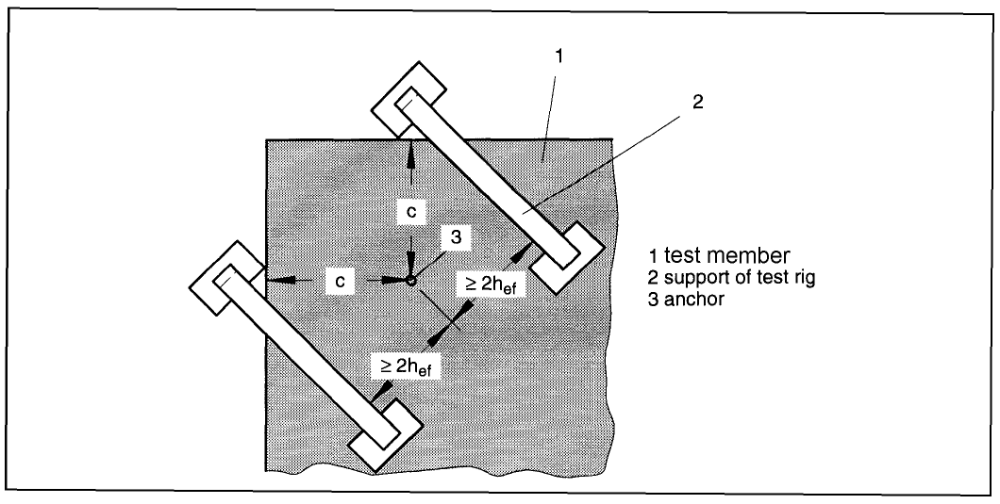 1
2
c
3
c
≥ 2hef
≥ 2hef
1 test member
2 support of test rig
3 anchor